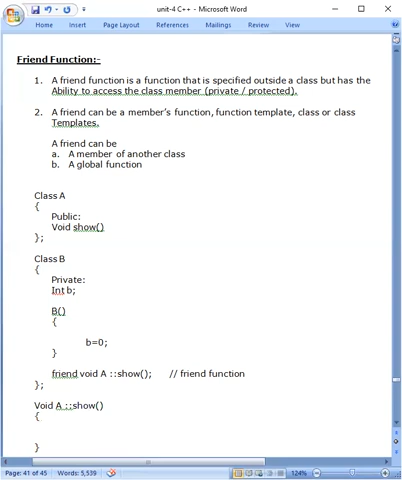 unit-4 C++ - Microsoft Word
Home Insert Page Layout References Mailings Review View
Friend Function:-
1. A friend function is a function that is specified outside a class but has the
Ability to access the class member (private / protected).
2. A friend can be a member's function, function template, class or class
Templates.
A friend can be
a. A member of another class
b. A global function
Class A
{
Public:
Void show()
};
Class B
{
Private:
Int b;
B()
{
b=0;
}
friend void A ::show(); // friend function
};
Void A ::show()
{
}
Page: 41 of 45 Words: 5,539 124%